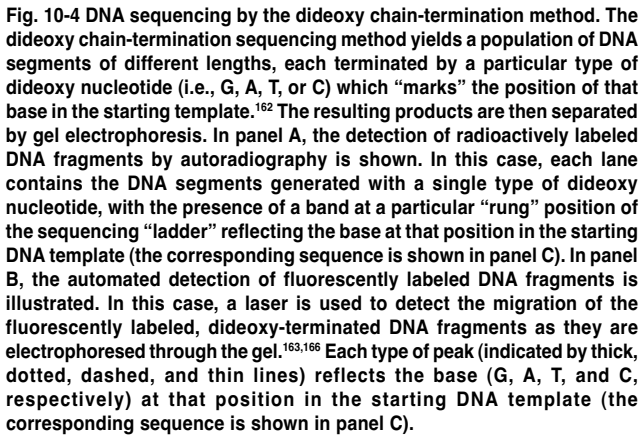 Fig. 10-4 DNA sequencing by the dideoxy chain-termination method. The
dideoxy chain-termination sequencing method yields a population of DNA
segments of different lengths, each terminated by a particular type of
dideoxy nucleotide (i.e., G, A, T, or C) which “marks” the position of that
base in the starting template.162 The resulting products are then separated
by gel electrophoresis. In panel A, the detection of radioactively labeled
DNA fragments by autoradiography is shown. In this case, each lane
contains the DNA segments generated with a single type of dideoxy
nucleotide, with the presence of a band at a particular “rung” position of
the sequencing “ladder” reflecting the base at that position in the starting
DNA template (the corresponding sequence is shown in panel C). In panel
B, the automated detection of fluorescently labeled DNA fragments is
illustrated. In this case, a laser is used to detect the migration of the
fluorescently labeled, dideoxy-terminated DNA fragments as they are
electrophoresed through the gel.163,166 Each type of peak (indicated by thick,
dotted, dashed, and thin lines) reflects the base (G, A, T, and C,
respectively) at that position in the starting DNA template (the
corresponding sequence is shown in panel C).